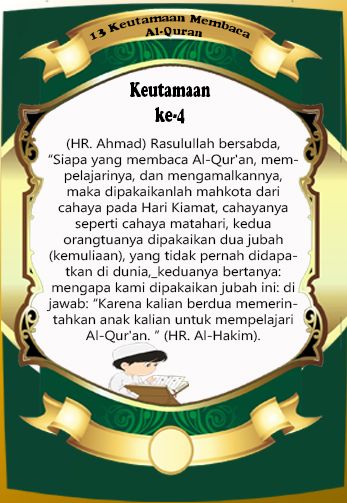 13 Keutamaan Membaca
Al-Quran
Keutamaan
ke-4
(HR. Ahmad) Rasulullah bersabda,
“Siapa yang membaca Al-Qur'an, mem-
pelajarinya, dan mengamalkannya,
maka dipakaikanlah mahkota dari
cahaya pada Hari Kiamat, cahayanya
seperti cahaya matahari, kedua
orangtuanya dipakaikan dua jubah
(kemuliaan), yang tidak pernah didapa-
tkan di dunia,_keduanya bertanya:
mengapa kami dipakaikan jubah ini: di
jawab: “Karena kalian berdua memerin-
tahkan anak kalian untuk mempelajari
Al-Qur'an. ” (HR. Al-Hakim).